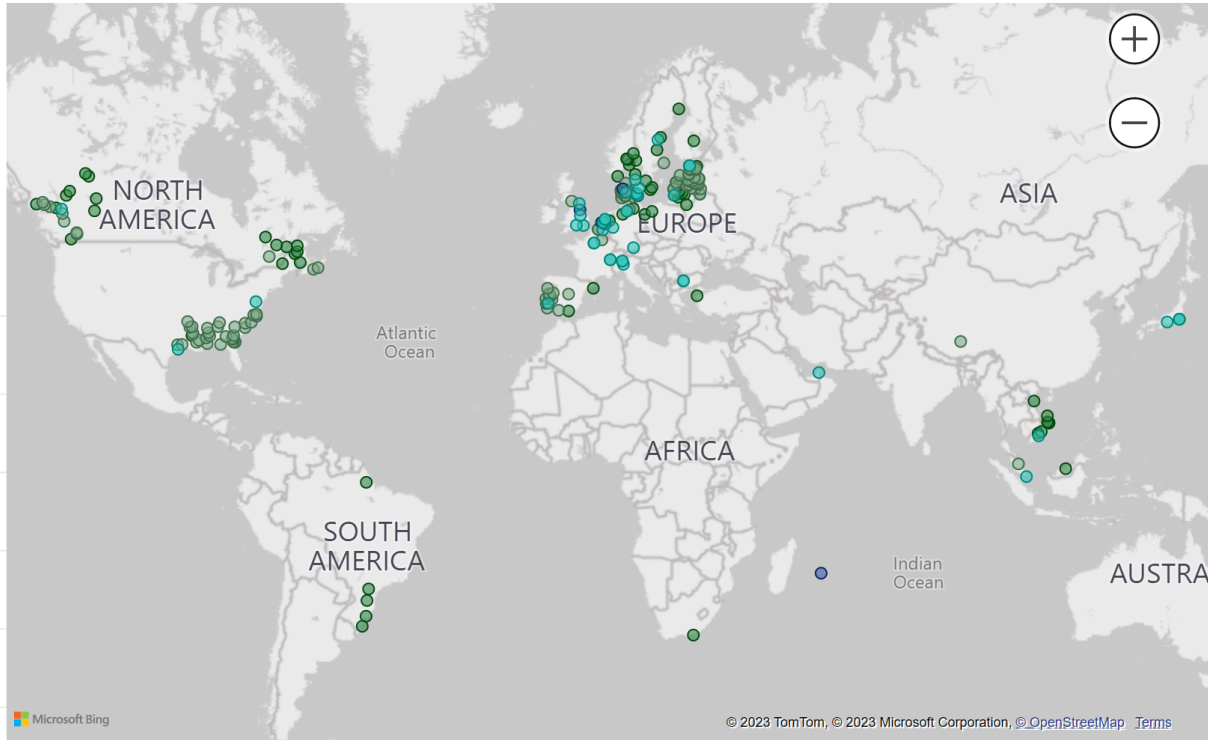 NORTH
AMERICA
ASIA
EUROPE
Atlantic
Ocean
AFRICA
SOUTH
AMERICA
Indian
Ocean
AUSTRA
Microsoft Bing
© 2023 TomTom, © 2023 Microsoft Corporation, © OpenStreetMap Terms